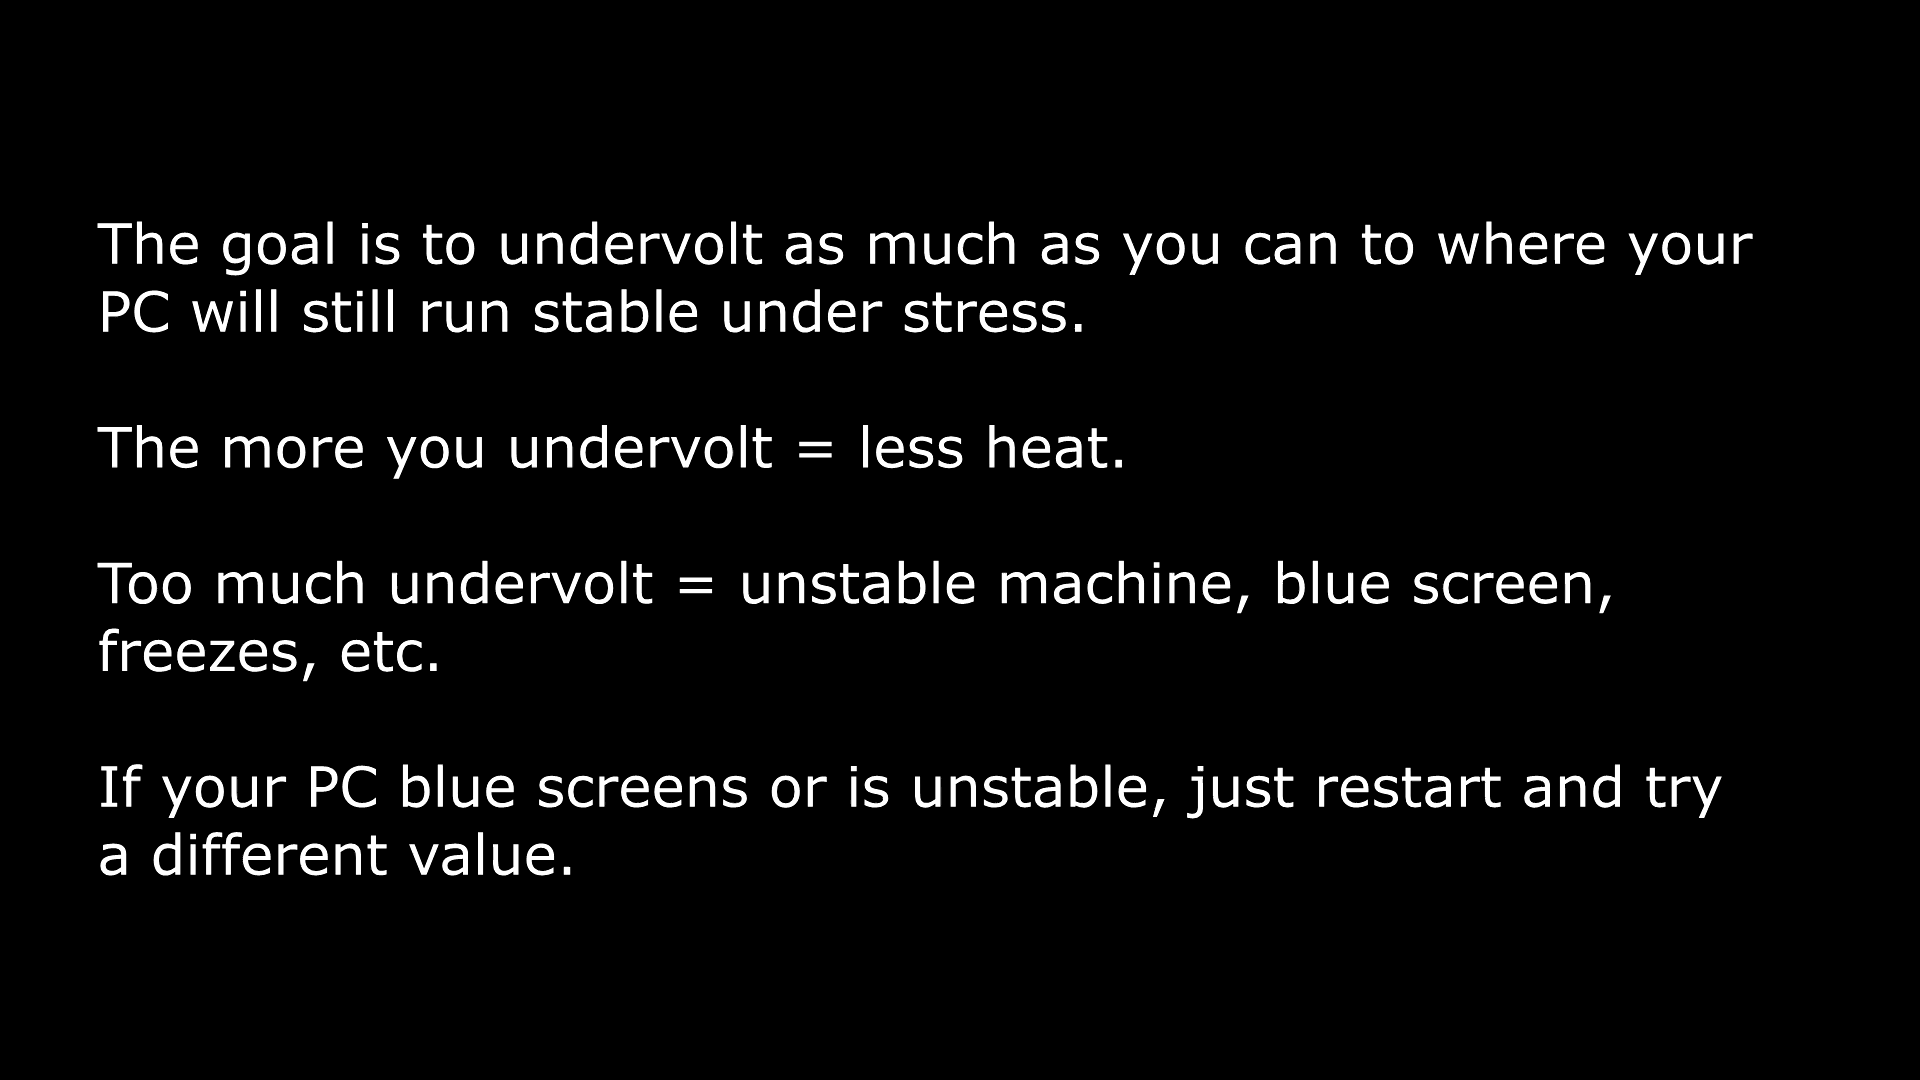 The goal is to undervolt as much as you can to where your
PC will still run stable under stress.
The more you undervolt = less heat.
Too much undervolt = unstable machine, blue screen,
freezes, etc.
If your PC blue screens or is unstable, just restart and try
a different value.